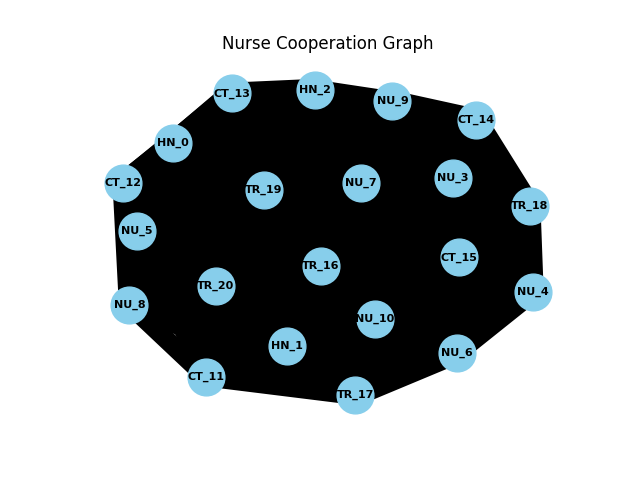 Nurse Cooperation Graph
HN_2
CT_13
NU_9
CT_14
HN_0
NU_3
CT_12
NU_7
TR_19
TR_18
NU_5
CT_15
TR_16
TR_20
NU_4
NU_8
NU_10
HN_1
NU_6
CT_11
TR_17